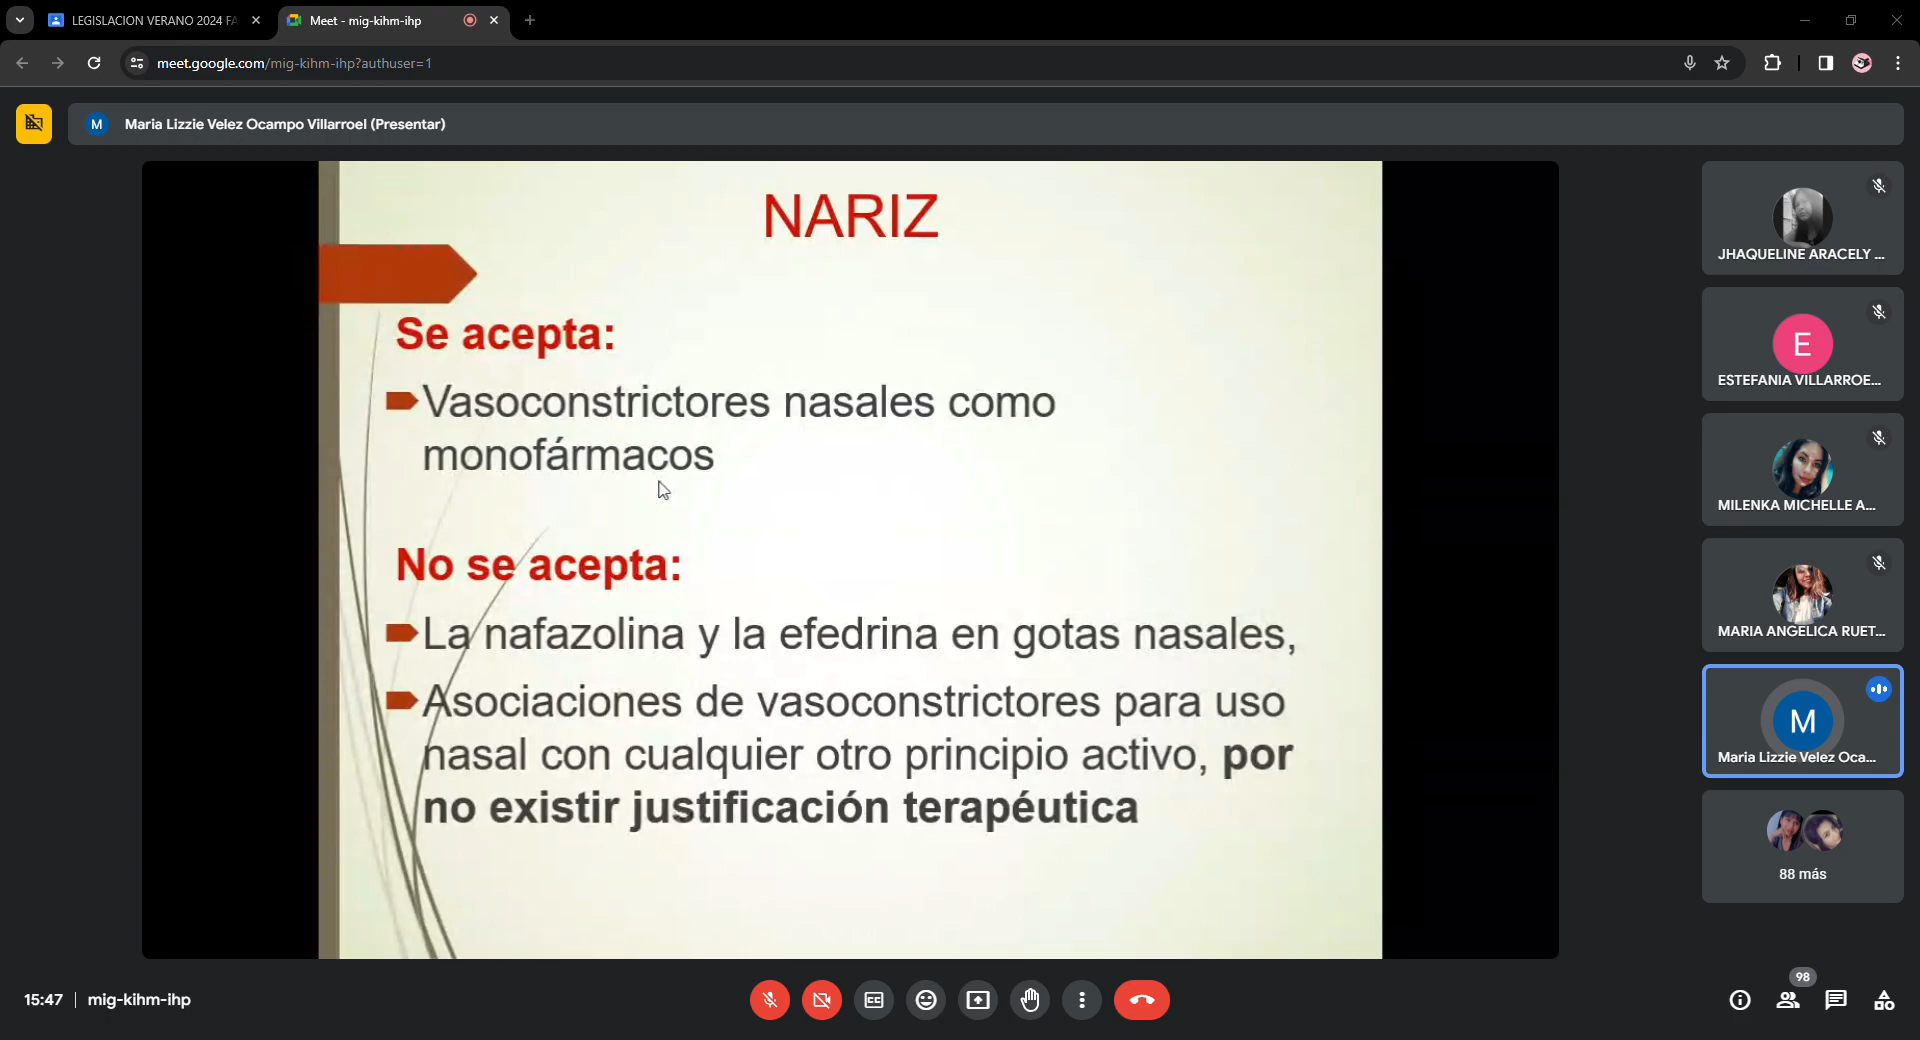 LEGISLACION VERANO 2024 FA
Meet - mig-kihm-ihp
meet.google.com/mig-kihm-ihp?authuser=1
M
Maria Lizzie Velez Ocampo Villarroel (Presentar)
NARIZ
Se acepta:
Vasoconstrictores nasales como
monofármacos
No se acepta:
La nafazolina y la efedrina en gotas nasales,
Asociaciones de vasoconstrictores para uso
nasal con cualquier otro principio activo, por
no existir justificación terapéutica
JHAQUELINE ARACELY ...
E
ESTEFANIA VILLARROE...
MILENKA MICHELLE A...
MARIA ANGELICA RUET...
M
Maria Lizzie Velez Oca...
88 más
15:47 | mig-kihm-ihp
98